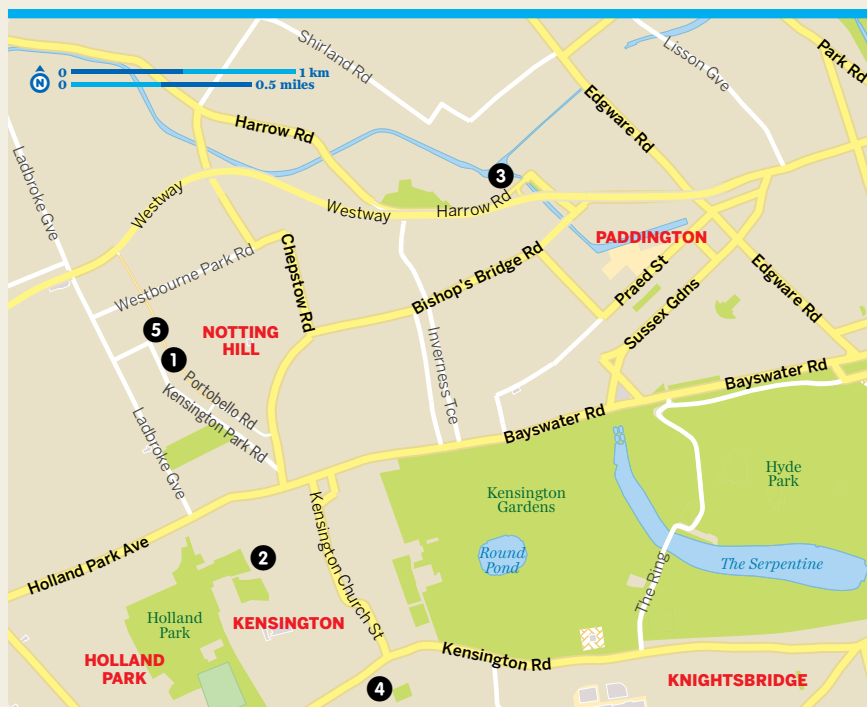 Shirland Rd
Lisson Gve
Park Rd
N
0
1 km
0
0.5 miles
Edgware Rd
Harrow Rd
Ladbroke Gve
3
Westway
Westway
Harrow Rd
PADDINGTON
Westbourne Park Rd
Chepstow Rd
Bishop's Bridge Rd
Praed St
Edgware Rd
Sussex Gdns
5
NOTTING
HILL
1
Inverness Tce
Portobello Rd
Kensington Park Rd
Bayswater Rd
Ladbroke Gve
Bayswater Rd
Hyde
Park
Kensington
Gardens
Kensington Church St
Holland Park Ave
2
Round
Pond
The Serpentine
The Ring
Holland
Park
KENSINGTON
HOLLAND
PARK
Kensington Rd
KNIGHTSBRIDGE
4